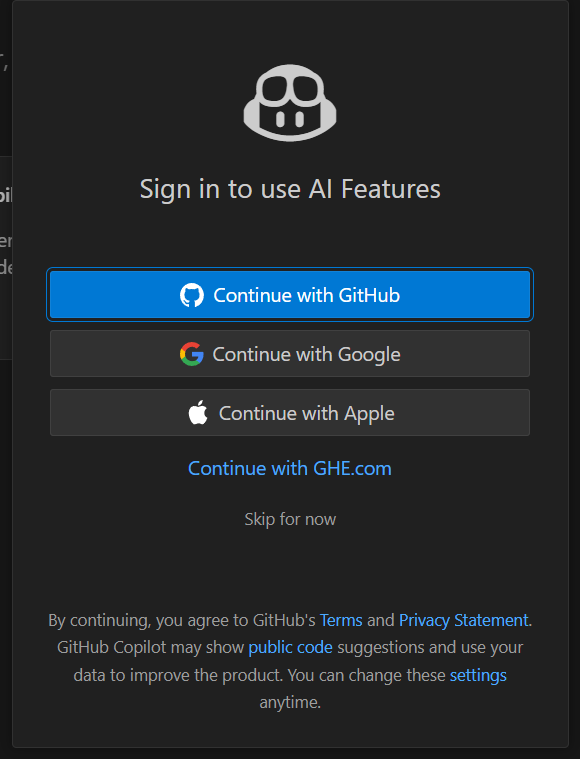 Sign in to use AI Features
Continue with GitHub
Continue with Google
Continue with Apple
Continue with GHE.com
Skip for now
By continuing, you agree to GitHub's Terms and Privacy Statement.
GitHub Copilot may show public code suggestions and use your
data to improve the product. You can change these settings
anytime.